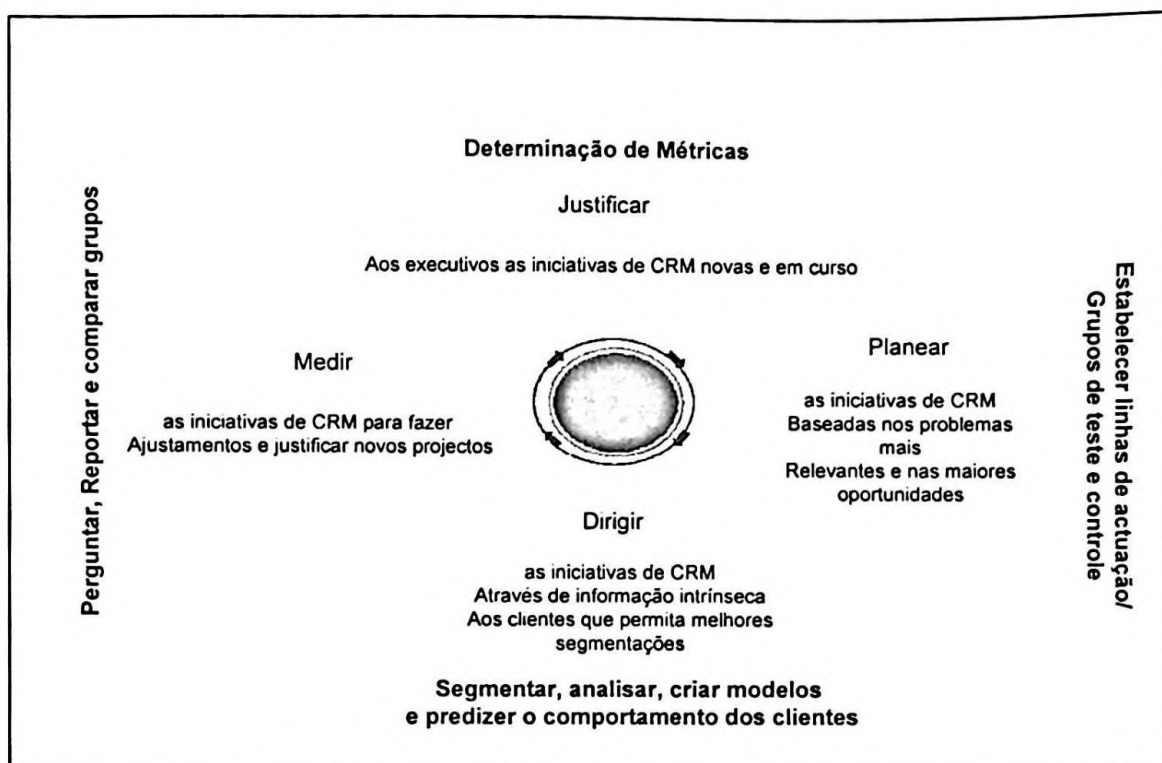 Determinação de Métricas
Justificar
Aos executivos as iniciativas de CRM novas e em curso
Perguntar, Reportar e comparar grupos
Medir
as iniciativas de CRM para fazer
Ajustamentos e justificar novos projectos
Planear
as iniciativas de CRM
Baseadas nos problemas
mais
Relevantes e nas maiores
oportunidades
Estabelecer linhas de actuação/
Grupos de teste e controle
Dirigir
as iniciativas de CRM
Através de informação intrínseca
Aos clientes que permita melhores
segmentações
Segmentar, analisar, criar modelos
e predizer o comportamento dos clientes